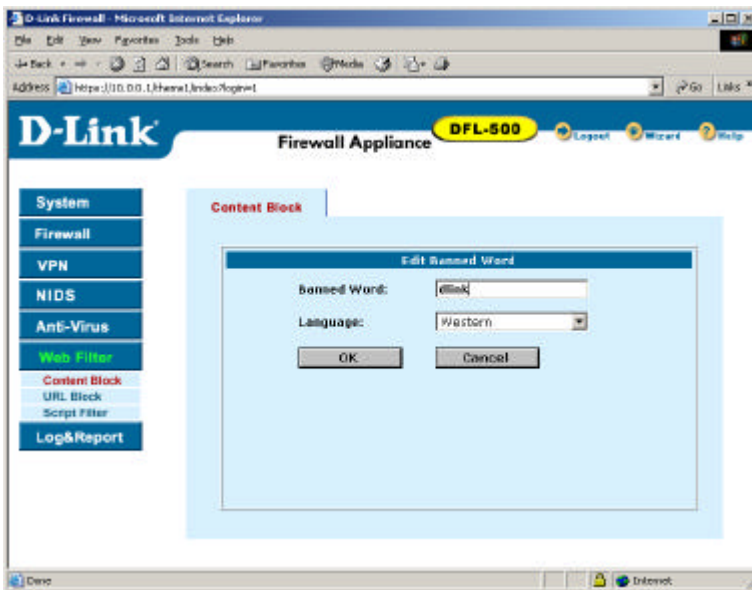 D-Link Firewall - Microsoft Internet Explorer
File Edit View Favorites Tools Help
Back Search Favorites Media
Address https://10.0.0.1/theme1/index?login=1 Go Links
D-Link
Firewall Appliance
DFL-500
Logout Wizard Help
System
Firewall
VPN
NIDS
Anti-Virus
Web Filter
Content Block
URL Block
Script Filter
Log&Report
Content Block
Edit Banned Word
Banned Word: dlink
Language: Western
OK Cancel
Done Internet